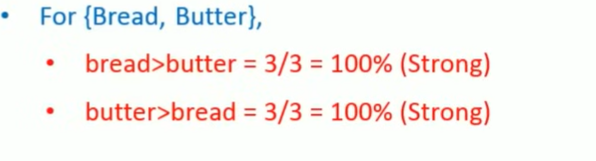 • For {Bread, Butter},
• bread>butter = 3/3 = 100% (Strong)
• butter>bread = 3/3 = 100% (Strong)